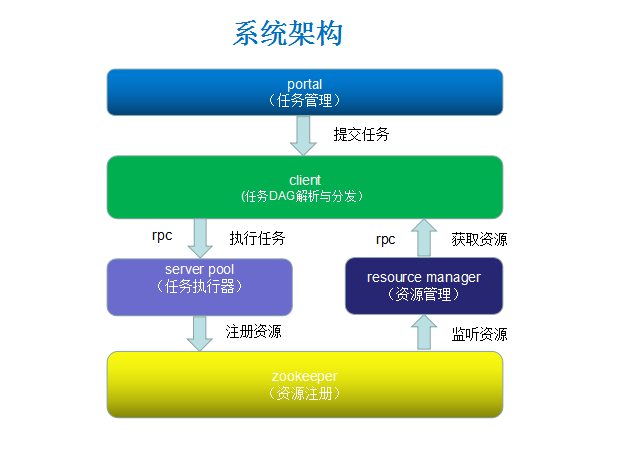 系统架构
portal
（任务管理）
提交任务
client
(任务DAG解析与分发）
rpc
执行任务
rpc
获取资源
server pool
（任务执行器）
resource manager
（资源管理）
注册资源
监听资源
zookeeper
（资源注册）